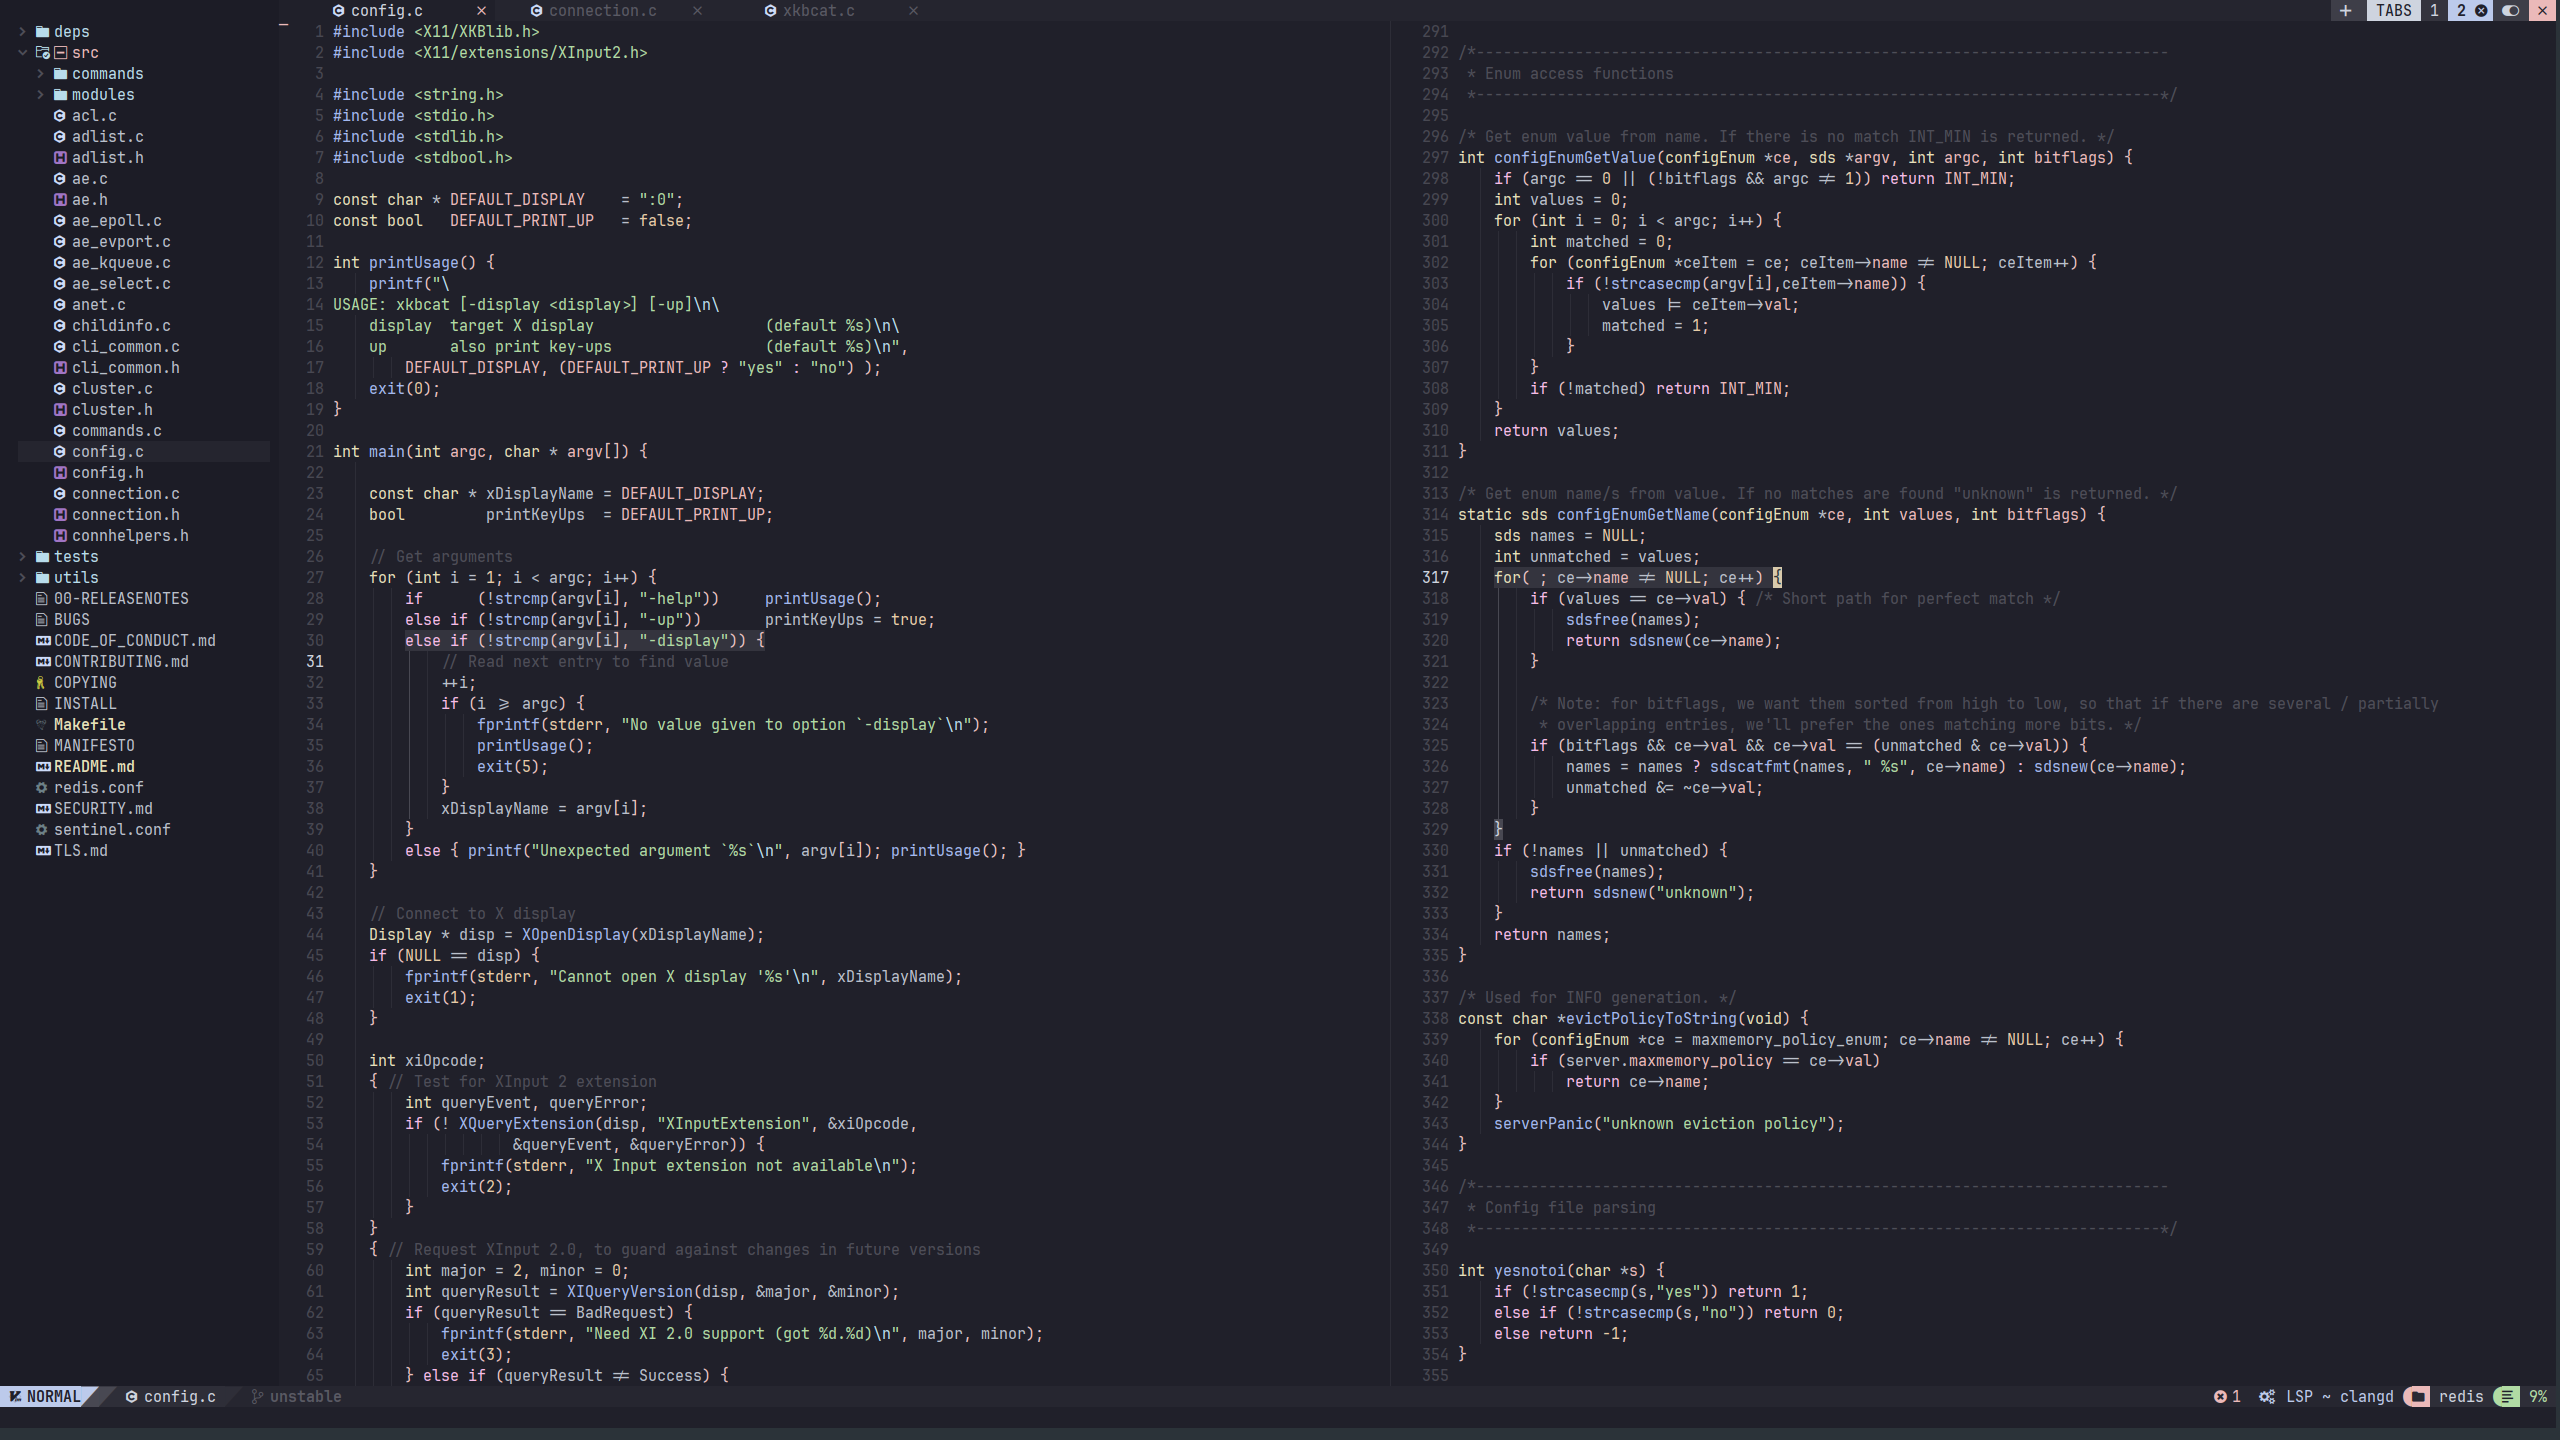 config.c × connection.c × xkbcat.c × + TABS 1 2 ×
deps
src
commands
modules
acl.c
adlist.c
adlist.h
ae.c
ae.h
ae_epoll.c
ae_evport.c
ae_kqueue.c
ae_select.c
anet.c
childinfo.c
cli_common.c
cli_common.h
cluster.c
cluster.h
commands.c
config.c
config.h
connection.c
connection.h
connhelpers.h
tests
utils
00-RELEASENOTES
BUGS
CODE_OF_CONDUCT.md
CONTRIBUTING.md
COPYING
INSTALL
Makefile
MANIFESTO
README.md
redis.conf
SECURITY.md
sentinel.conf
TLS.md
1 #include <X11/XKBlib.h>
2 #include <X11/extensions/XInput2.h>
3
4 #include <string.h>
5 #include <stdio.h>
6 #include <stdlib.h>
7 #include <stdbool.h>
8
9 const char * DEFAULT_DISPLAY    = ":0";
10 const bool   DEFAULT_PRINT_UP   = false;
11
12 int printUsage() {
13     printf("\
14 USAGE: xkbcat [-display <display>] [-up]\n\
15     display  target X display                   (default %s)\n\
16     up       also print key-ups                 (default %s)\n",
17         DEFAULT_DISPLAY, (DEFAULT_PRINT_UP ? "yes" : "no") );
18     exit(0);
19 }
20
21 int main(int argc, char * argv[]) {
22
23     const char * xDisplayName = DEFAULT_DISPLAY;
24     bool         printKeyUps  = DEFAULT_PRINT_UP;
25
26     // Get arguments
27     for (int i = 1; i < argc; i++) {
28         if      (!strcmp(argv[i], "-help"))     printUsage();
29         else if (!strcmp(argv[i], "-up"))       printKeyUps = true;
30         else if (!strcmp(argv[i], "-display")) {
31             // Read next entry to find value
32             ++i;
33             if (i >= argc) {
34                 fprintf(stderr, "No value given to option `-display`\n");
35                 printUsage();
36                 exit(5);
37             }
38             xDisplayName = argv[i];
39         }
40         else { printf("Unexpected argument `%s`\n", argv[i]); printUsage(); }
41     }
42
43     // Connect to X display
44     Display * disp = XOpenDisplay(xDisplayName);
45     if (NULL == disp) {
46         fprintf(stderr, "Cannot open X display '%s'\n", xDisplayName);
47         exit(1);
48     }
49
50     int xiOpcode;
51     { // Test for XInput 2 extension
52         int queryEvent, queryError;
53         if (! XQueryExtension(disp, "XInputExtension", &xiOpcode,
54                     &queryEvent, &queryError)) {
55             fprintf(stderr, "X Input extension not available\n");
56             exit(2);
57         }
58     }
59     { // Request XInput 2.0, to guard against changes in future versions
60         int major = 2, minor = 0;
61         int queryResult = XIQueryVersion(disp, &major, &minor);
62         if (queryResult == BadRequest) {
63             fprintf(stderr, "Need XI 2.0 support (got %d.%d)\n", major, minor);
64             exit(3);
65         } else if (queryResult != Success) {
291
292 /*-----------------------------------------------------------------------------
293  * Enum access functions
294  *----------------------------------------------------------------------------*/
295
296 /* Get enum value from name. If there is no match INT_MIN is returned. */
297 int configEnumGetValue(configEnum *ce, sds *argv, int argc, int bitflags) {
298     if (argc == 0 || (!bitflags && argc != 1)) return INT_MIN;
299     int values = 0;
300     for (int i = 0; i < argc; i++) {
301         int matched = 0;
302         for (configEnum *ceItem = ce; ceItem->name != NULL; ceItem++) {
303             if (!strcasecmp(argv[i],ceItem->name)) {
304                 values |= ceItem->val;
305                 matched = 1;
306             }
307         }
308         if (!matched) return INT_MIN;
309     }
310     return values;
311 }
312
313 /* Get enum name/s from value. If no matches are found "unknown" is returned. */
314 static sds configEnumGetName(configEnum *ce, int values, int bitflags) {
315     sds names = NULL;
316     int unmatched = values;
317     for( ; ce->name != NULL; ce++) {
318         if (values == ce->val) { /* Short path for perfect match */
319             sdsfree(names);
320             return sdsnew(ce->name);
321         }
322
323         /* Note: for bitflags, we want them sorted from high to low, so that if there are several / partially
324          * overlapping entries, we'll prefer the ones matching more bits. */
325         if (bitflags && ce->val && ce->val == (unmatched & ce->val)) {
326             names = names ? sdscatfmt(names, " %s", ce->name) : sdsnew(ce->name);
327             unmatched &= ~ce->val;
328         }
329     }
330     if (!names || unmatched) {
331         sdsfree(names);
332         return sdsnew("unknown");
333     }
334     return names;
335 }
336
337 /* Used for INFO generation. */
338 const char *evictPolicyToString(void) {
339     for (configEnum *ce = maxmemory_policy_enum; ce->name != NULL; ce++) {
340         if (server.maxmemory_policy == ce->val)
341             return ce->name;
342     }
343     serverPanic("unknown eviction policy");
344 }
345
346 /*-----------------------------------------------------------------------------
347  * Config file parsing
348  *----------------------------------------------------------------------------*/
349
350 int yesnotoi(char *s) {
351     if (!strcasecmp(s,"yes")) return 1;
352     else if (!strcasecmp(s,"no")) return 0;
353     else return -1;
354 }
355
NORMAL config.c unstable 1 LSP ~ clangd redis 9%